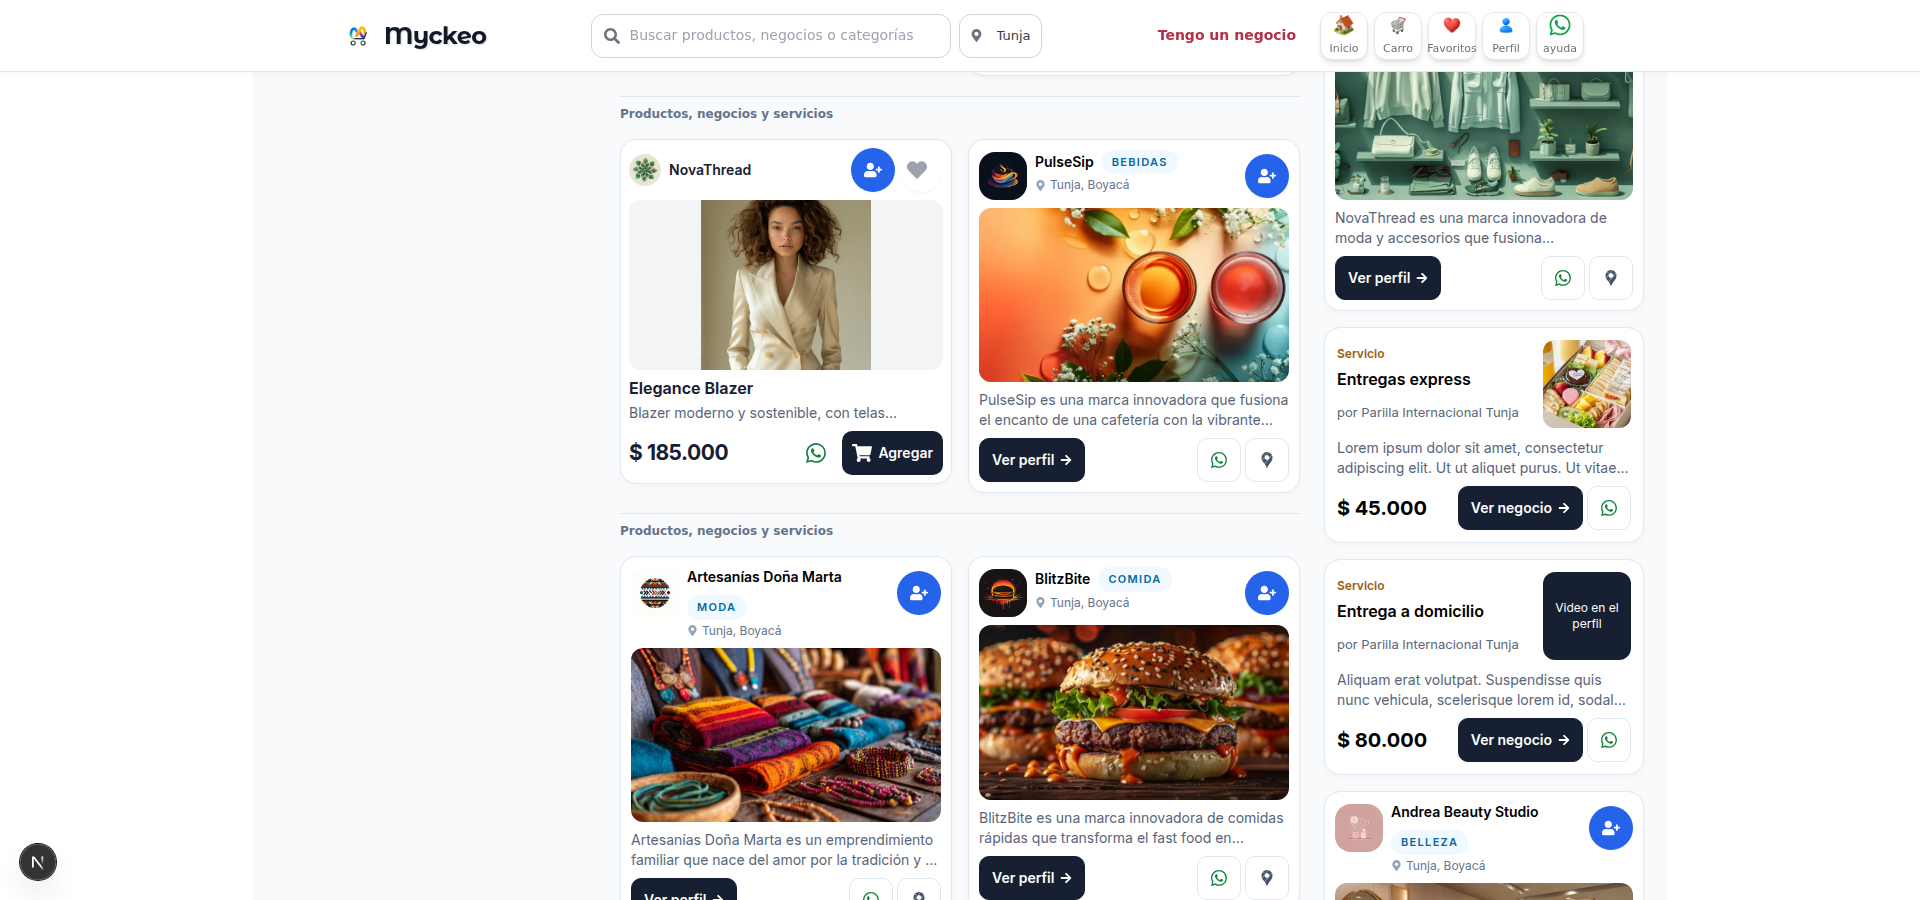 Myckeo
Buscar productos, negocios o categorías
Tunja
Tengo un negocio
Inicio
Carro
Favoritos
Perfil
ayuda
Productos, negocios y servicios
NovaThread
Elegance Blazer
Blazer moderno y sostenible, con telas...
$ 185.000
Agregar
PulseSip
BEBIDAS
Tunja, Boyacá
PulseSip es una marca innovadora que fusiona
el encanto de una cafetería con la vibrante...
Ver perfil →
Productos, negocios y servicios
Artesanías Doña Marta
MODA
Tunja, Boyacá
Artesanías Doña Marta es un emprendimiento
familiar que nace del amor por la tradición y ...
Ver perfil →
BlitzBite
COMIDA
Tunja, Boyacá
BlitzBite es una marca innovadora de comidas
rápidas que transforma el fast food en...
Ver perfil →
NovaThread es una marca innovadora de
moda y accesorios que fusiona...
Ver perfil →
Servicio
Entregas express
por Parilla Internacional Tunja
Lorem ipsum dolor sit amet, consectetur
adipiscing elit. Ut ut aliquet purus. Ut vitae...
$ 45.000
Ver negocio →
Servicio
Entrega a domicilio
por Parilla Internacional Tunja
Video en el
perfil
Aliquam erat volutpat. Suspendisse quis
nunc vehicula, scelerisque lorem id, sodal...
$ 80.000
Ver negocio →
Andrea Beauty Studio
BELLEZA
Tunja, Boyacá
N